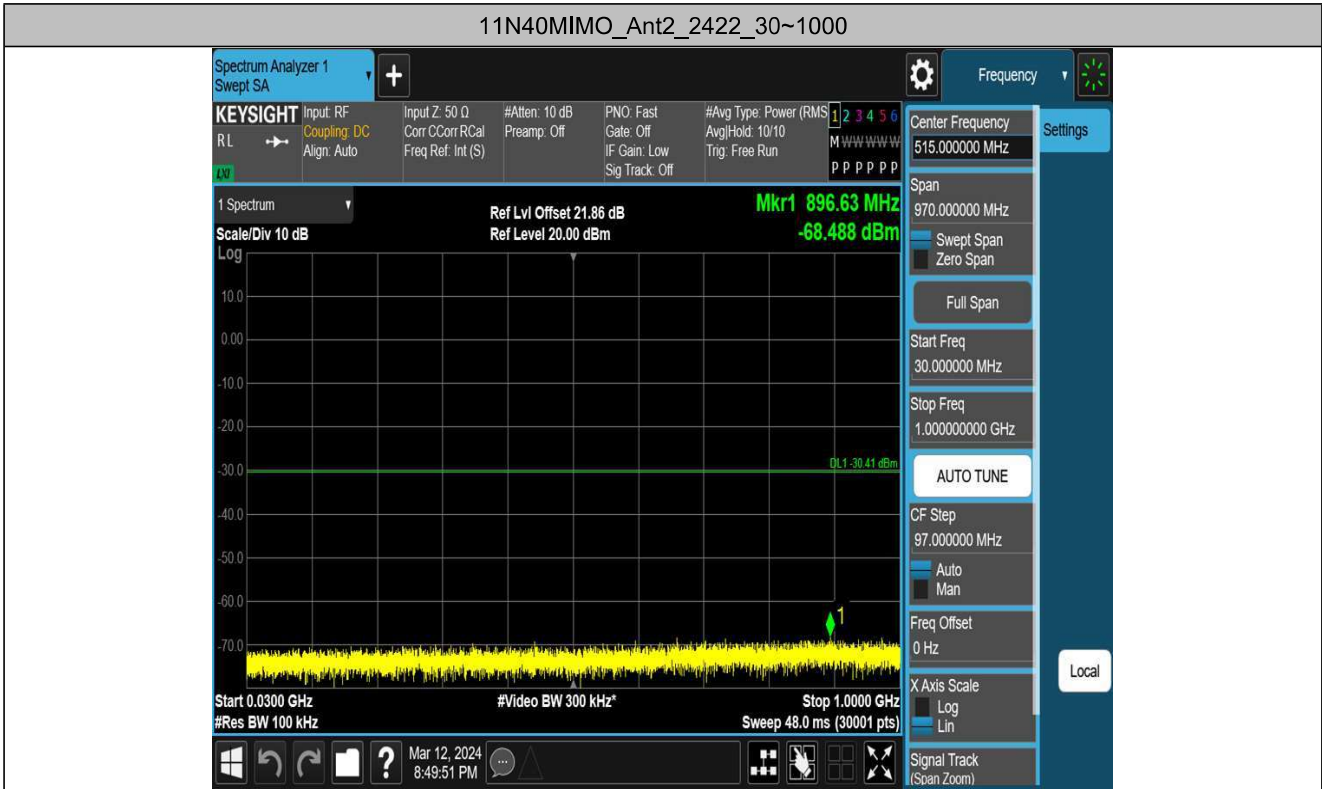 11N40MIMO_Ant2_2422_30~1000
Spectrum Analyzer 1
Swept SA
+
Frequency
KEYSIGHT
RL
LXI
Input: RF
Coupling: DC
Align: Auto
Input Z: 50 Ω
Corr CCorr RCal
Freq Ref: Int (S)
#Atten: 10 dB
Preamp: Off
PNO: Fast
Gate: Off
IF Gain: Low
Sig Track: Off
#Avg Type: Power (RMS
Avg|Hold: 10/10
Trig: Free Run
1 2 3 4 5 6
M W W W W W
P P P P P P
1 Spectrum
Scale/Div 10 dB
Log
Ref Lvl Offset 21.86 dB
Ref Level 20.00 dBm
Mkr1 896.63 MHz
-68.488 dBm
10.0
0.00
-10.0
-20.0
-30.0
DL1 -30.41 dBm
-40.0
-50.0
-60.0
1
-70.0
Start 0.0300 GHz
#Res BW 100 kHz
#Video BW 300 kHz*
Stop 1.0000 GHz
Sweep 48.0 ms (30001 pts)
Center Frequency
515.000000 MHz
Settings
Span
970.000000 MHz
Swept Span
Zero Span
Full Span
Start Freq
30.000000 MHz
Stop Freq
1.000000000 GHz
AUTO TUNE
CF Step
97.000000 MHz
Auto
Man
Freq Offset
0 Hz
Local
X Axis Scale
Log
Lin
Signal Track
(Span Zoom)
?
Mar 12, 2024
8:49:51 PM